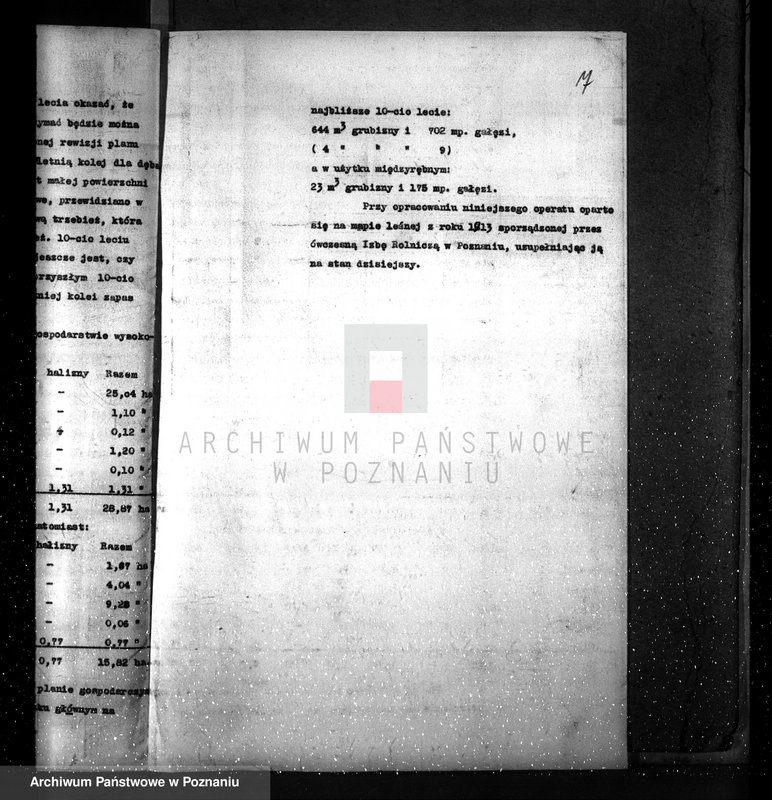 lecia okazać, że
ymać będzie można
nej rewizji planu
letnią kolej dla dęba
t małej powierzchni
we, przewidziano w
wą trzebież, która
eż. 10-cio leciu
jeszcze jest, czy
rzyszłym 10-cio
niej kolei zapas
ospodarstwie wysoko-
halizny Razem
- 25,04 ha
- 1,10 "
0,12 "
- 1,20 "
- 0,10 "
1,31 1,31 "
1,31 28,87 ha
atomiast:
halizny Razem
- 1,67 ha
- 4,04 "
- 9,28 "
- 0,06 "
0,77 0,77 "
0,77 15,82 ha
planie gospodarczym
ku głównym na
7
najbliższe 10-cio lecie:
644 m3 grubizny i 702 mp. gałęzi,
( 4 " " " 9)
a w użytku międzyrębnym:
23 m3 grubizny i 175 mp. gałęzi.
Przy opracowaniu niniejszego operatu oparto
się na mapie leśnej z roku 1913 sporządzonej przez
ówczesną Izbę Rolniczą w Poznaniu, uzupełniając ją
na stan dzisiejszy.
ARCHIWUM PAŃSTWOWE
W POZNANIU
Archiwum Państwowe w Poznaniu